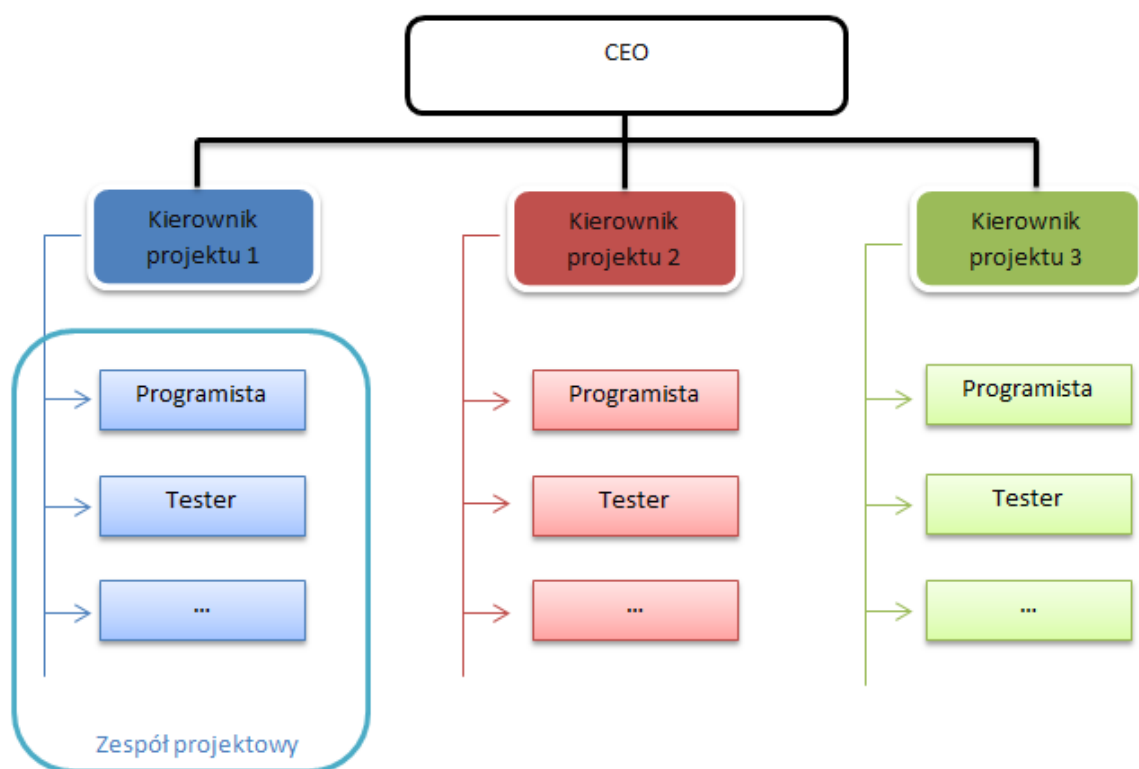 CEO
Kierownik
projektu 1
Kierownik
projektu 2
Kierownik
projektu 3
Programista
Programista
Programista
Tester
Tester
Tester
...
...
...
Zespół projektowy